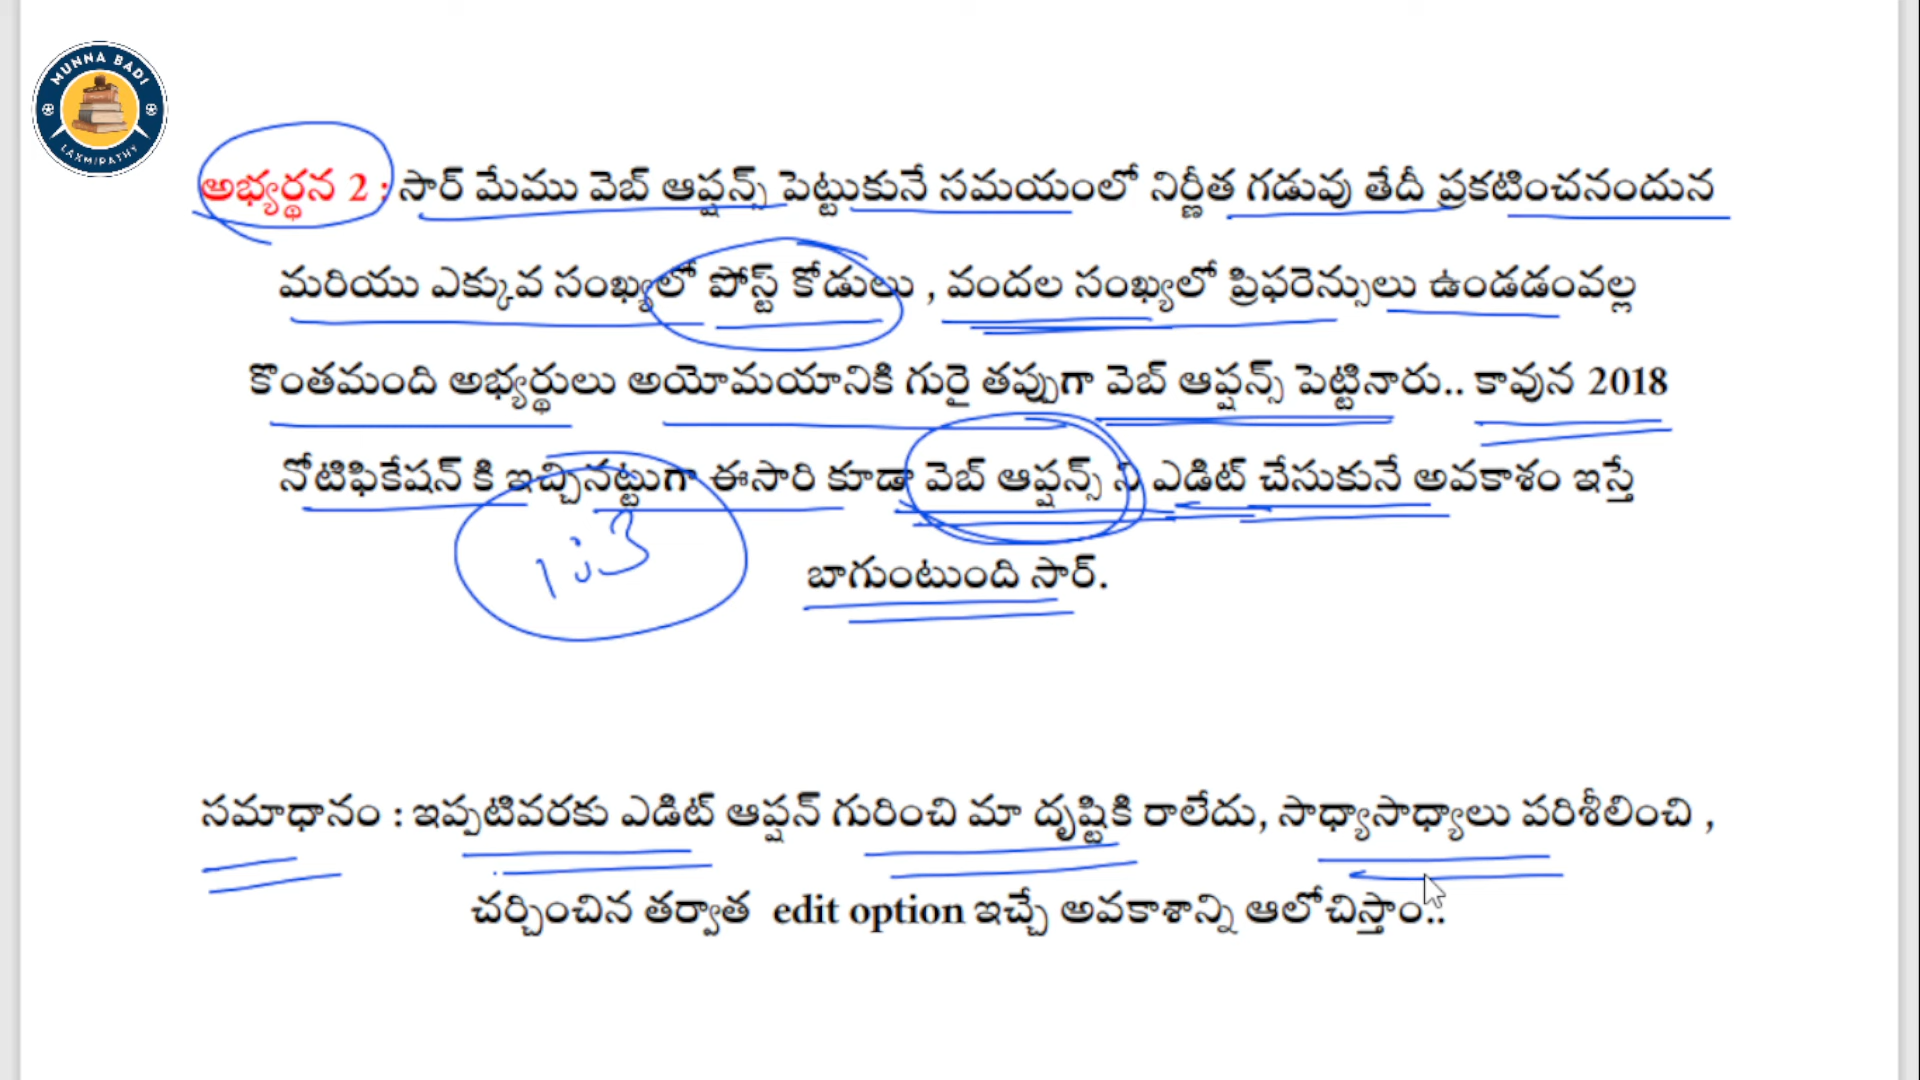 MUNNA BADI
LAXMIPATHY
అభ్యర్థన 2 : సార్ మేము వెబ్ ఆప్షన్స్ పెట్టుకునే సమయంలో నిర్ణీత గడువు తేదీ ప్రకటించనందున
మరియు ఎక్కువ సంఖ్యలో పోస్ట్ కోడులు , వందల సంఖ్యలో ప్రిఫరెన్సులు ఉండడంవల్ల
కొంతమంది అభ్యర్థులు అయోమయానికి గురై తప్పుగా వెబ్ ఆప్షన్స్ పెట్టినారు.. కావున 2018
నోటిఫికేషన్ కి ఇచ్చినట్టుగా ఈసారి కూడా వెబ్ ఆప్షన్స్ ని ఎడిట్ చేసుకునే అవకాశం ఇస్తే
1:3
బాగుంటుంది సార్.
సమాధానం : ఇప్పటివరకు ఎడిట్ ఆప్షన్ గురించి మా దృష్టికి రాలేదు, సాధ్యాసాధ్యాలు పరిశీలించి ,
చర్చించిన తర్వాత edit option ఇచ్చే అవకాశాన్ని ఆలోచిస్తాం..